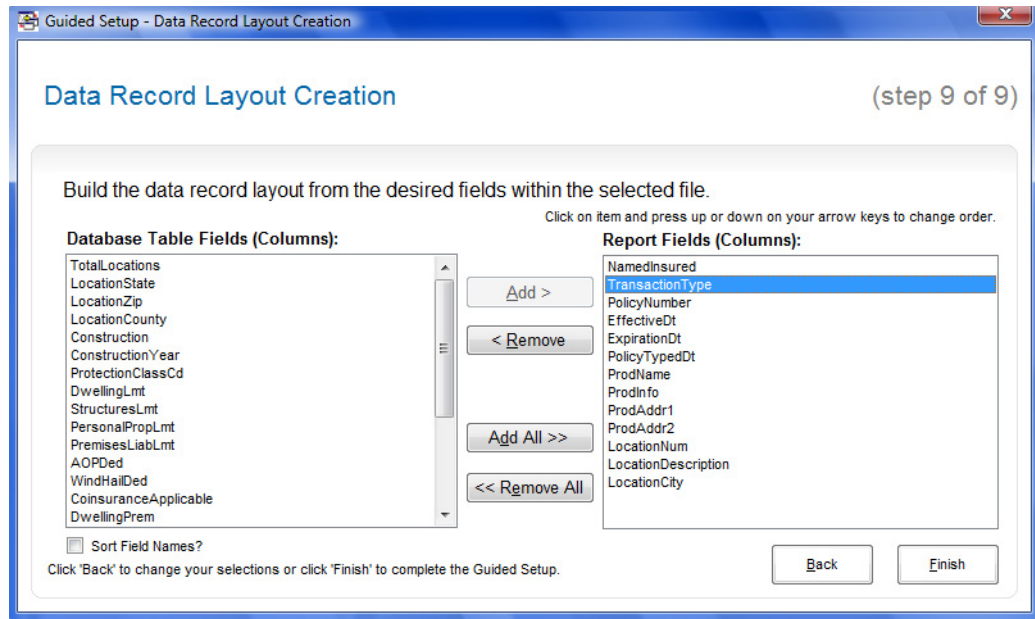 Guided Setup - Data Record Layout Creation
Data Record Layout Creation
(step 9 of 9)
Build the data record layout from the desired fields within the selected file.
Click on item and press up or down on your arrow keys to change order.
Database Table Fields (Columns):
TotalLocations
LocationState
LocationZip
LocationCounty
Construction
ConstructionYear
ProtectionClassCd
DwellingLmt
StructuresLmt
PersonalPropLmt
PremisesLiabLmt
AOPDed
WindHailDed
CoinsuranceApplicable
DwellingPrem
Add >
< Remove
Add All >>
<< Remove All
Report Fields (Columns):
NamedInsured
TransactionType
PolicyNumber
EffectiveDt
ExpirationDt
PolicyTypedDt
ProdName
ProdInfo
ProdAddr1
ProdAddr2
LocationNum
LocationDescription
LocationCity
Sort Field Names?
Click 'Back' to change your selections or click 'Finish' to complete the Guided Setup.
Back
Finish